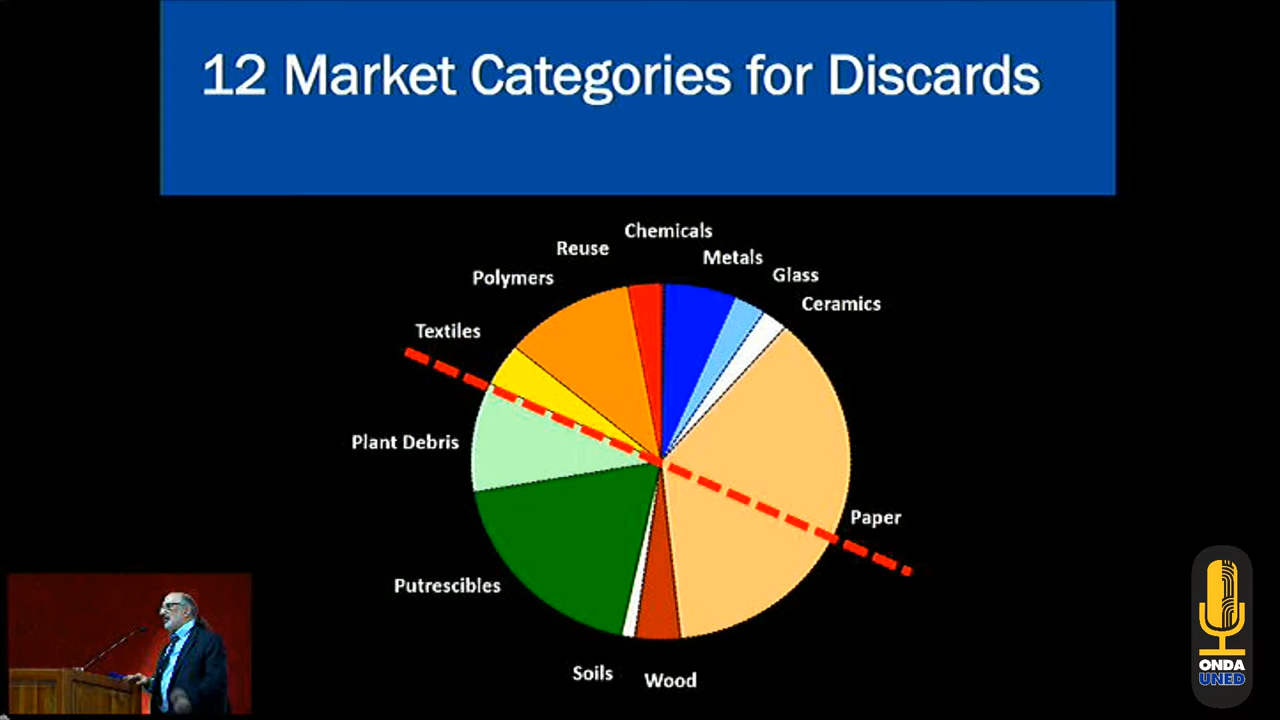 12 Market Categories for Discards
Chemicals
Reuse
Metals
Glass
Polymers
Ceramics
Textiles
Plant Debris
Paper
Putrescibles
Soils
Wood
ONDA
UNED